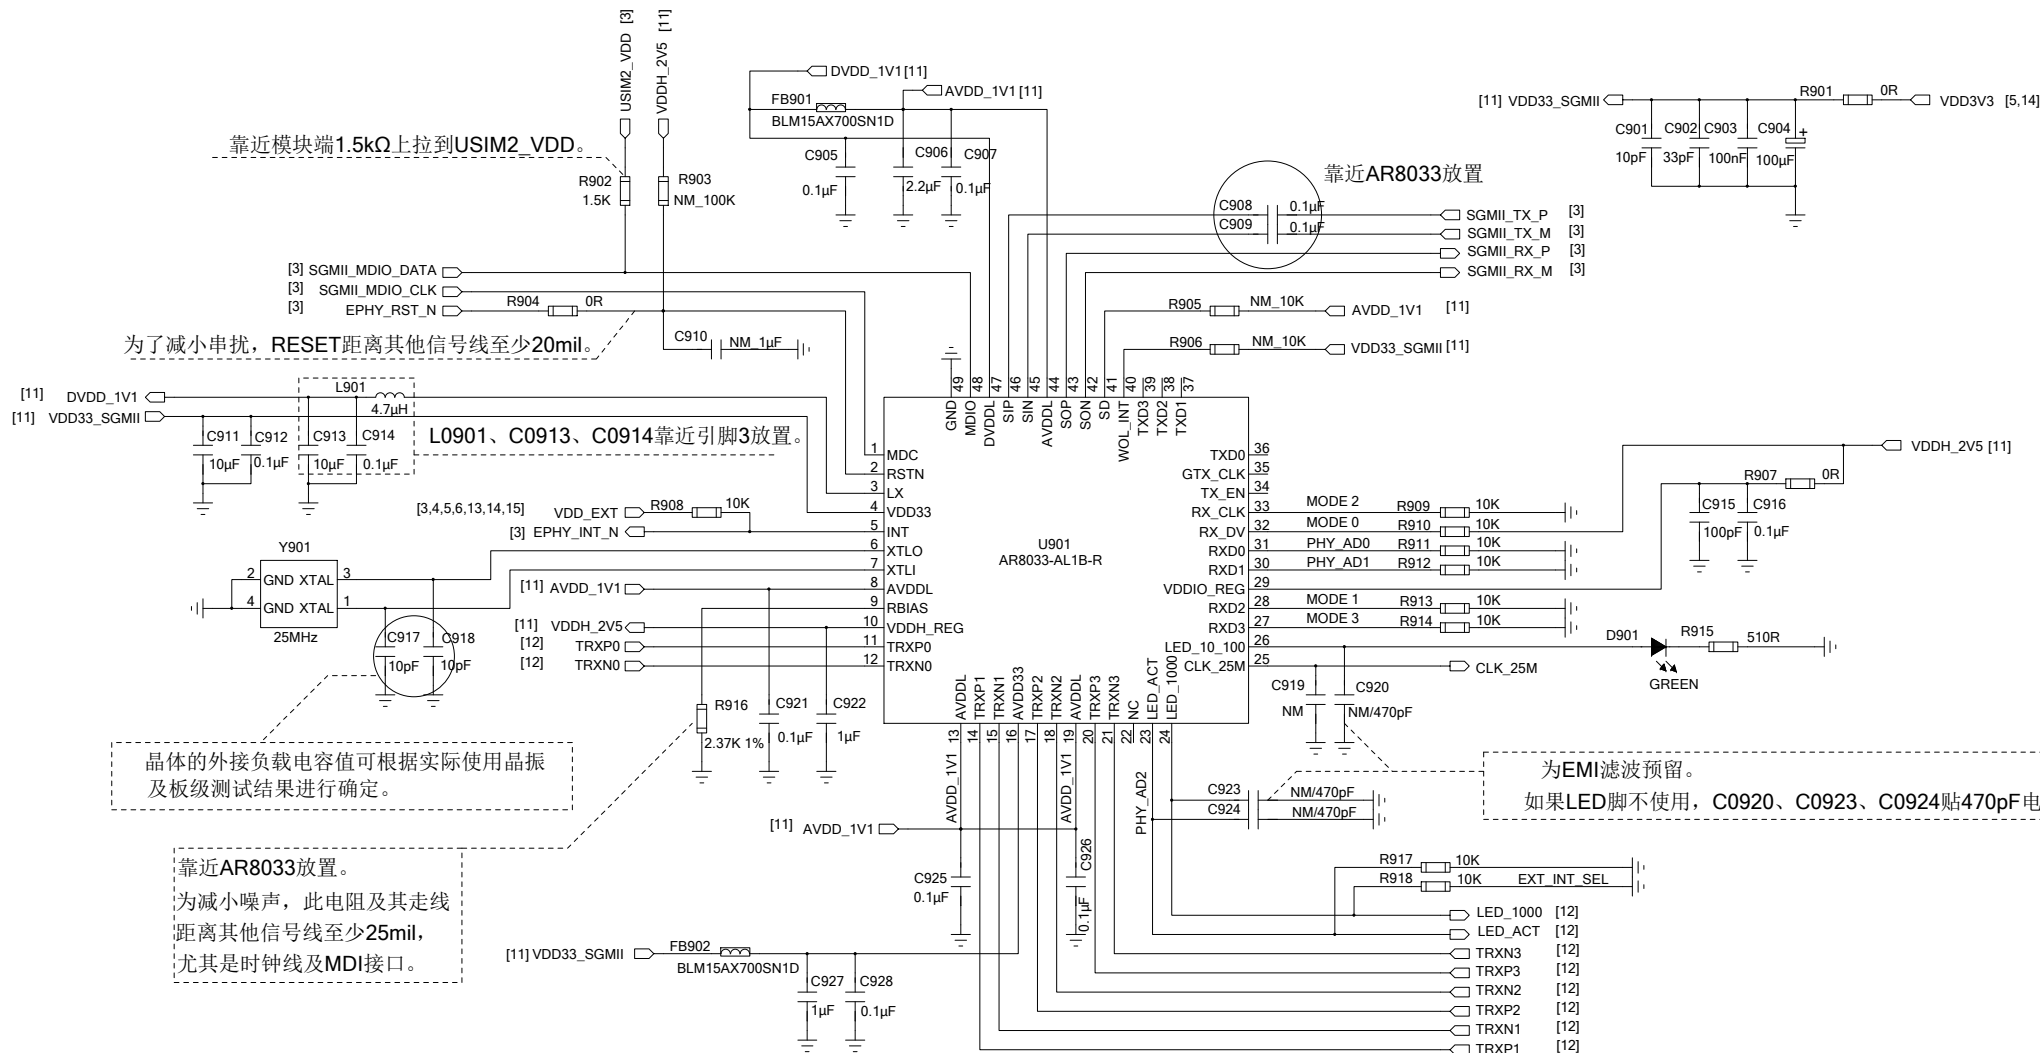 USIM2_VDD [3]
VDDH_2V5 [11]
DVDD_1V1 [11]
FB901
AVDD_1V1 [11]
BLM15AX700SN1D
[11] VDD33_SGMII
R901 0R
VDD3V3 [5,14]
C901 C902 C903 C904 +
10pF 33pF 100nF 100μF
靠近模块端1.5kΩ上拉到USIM2_VDD。
C905 C906 C907
0.1μF 2.2μF 0.1μF
R902 R903
1.5K NM_100K
靠近AR8033放置
C908 0.1μF SGMII_TX_P [3]
C909 0.1μF SGMII_TX_M [3]
SGMII_RX_P [3]
SGMII_RX_M [3]
[3] SGMII_MDIO_DATA
[3] SGMII_MDIO_CLK
[3] EPHY_RST_N R904 0R
R905 NM_10K AVDD_1V1 [11]
R906 NM_10K VDD33_SGMII [11]
为了减小串扰，RESET距离其他信号线至少20mil。
C910 NM_1μF
[11] DVDD_1V1 L901
4.7μH
[11] VDD33_SGMII
C911 C912 C913 C914
10μF 0.1μF 10μF 0.1μF
L0901、C0913、C0914靠近引脚3放置。
49 48 47 46 45 44 43 42 41 40 39 38 37
GND MDIO DVDDL SIP SIN AVDDL SOP SON SD WOL_INT TXD3 TXD2 TXD1
1 MDC
2 RSTN
3 LX
4 VDD33
5 INT
6 XTLO
7 XTLI
8 AVDDL
9 RBIAS
10 VDDH_REG
11 TRXP0
12 TRXN0
U901
AR8033-AL1B-R
TXD0 36
GTX_CLK 35
TX_EN 34
RX_CLK 33 MODE 2 R909 10K
RX_DV 32 MODE 0 R910 10K
RXD0 31 PHY_AD0 R911 10K
RXD1 30 PHY_AD1 R912 10K
VDDIO_REG 29
RXD2 28 MODE 1 R913 10K
RXD3 27 MODE 3 R914 10K
LED_10_100 26
CLK_25M 25
VDDH_2V5 [11]
R907 0R
C915 C916
100pF 0.1μF
D901 R915 510R
GREEN
CLK_25M
C919 C920
NM NM/470pF
[3,4,5,6,13,14,15] VDD_EXT R908 10K
[3] EPHY_INT_N
Y901
2 GND XTAL 3
4 GND XTAL 1
25MHz
[11] AVDD_1V1
[11] VDDH_2V5
[12] TRXP0
[12] TRXN0
C917 C918
10pF 10pF
R916 C921 C922
2.37K 1% 0.1μF 1μF
AVDDL TRXP1 TRXN1 AVDD33 TRXP2 TRXN2 AVDDL TRXP3 TRXN3 NC LED_ACT LED_1000
13 14 15 16 17 18 19 20 21 22 23 24
AVDD_1V1 AVDD_1V1 PHY_AD2
晶体的外接负载电容值可根据实际使用晶振
及板级测试结果进行确定。
为EMI滤波预留。
如果LED脚不使用，C0920、C0923、C0924贴470pF电
C923 NM/470pF
C924 NM/470pF
[11] AVDD_1V1
C925 C926
0.1μF 0.1μF
靠近AR8033放置。
为减小噪声，此电阻及其走线
距离其他信号线至少25mil，
尤其是时钟线及MDI接口。
R917 10K
R918 10K EXT_INT_SEL
LED_1000 [12]
LED_ACT [12]
[11] VDD33_SGMII FB902
BLM15AX700SN1D
C927 C928
1μF 0.1μF
TRXN3 [12]
TRXP3 [12]
TRXN2 [12]
TRXP2 [12]
TRXN1 [12]
TRXP1 [12]